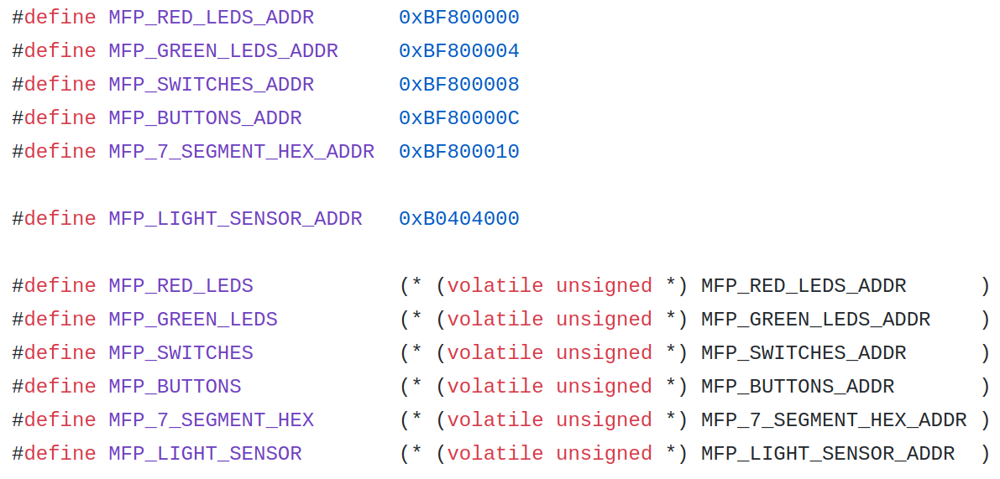 #define MFP_RED_LEDS_ADDR       0xBF800000
#define MFP_GREEN_LEDS_ADDR     0xBF800004
#define MFP_SWITCHES_ADDR       0xBF800008
#define MFP_BUTTONS_ADDR        0xBF80000C
#define MFP_7_SEGMENT_HEX_ADDR  0xBF800010
#define MFP_LIGHT_SENSOR_ADDR   0xB0404000
#define MFP_RED_LEDS            (* (volatile unsigned *) MFP_RED_LEDS_ADDR      )
#define MFP_GREEN_LEDS          (* (volatile unsigned *) MFP_GREEN_LEDS_ADDR    )
#define MFP_SWITCHES            (* (volatile unsigned *) MFP_SWITCHES_ADDR      )
#define MFP_BUTTONS             (* (volatile unsigned *) MFP_BUTTONS_ADDR       )
#define MFP_7_SEGMENT_HEX       (* (volatile unsigned *) MFP_7_SEGMENT_HEX_ADDR )
#define MFP_LIGHT_SENSOR        (* (volatile unsigned *) MFP_LIGHT_SENSOR_ADDR  )